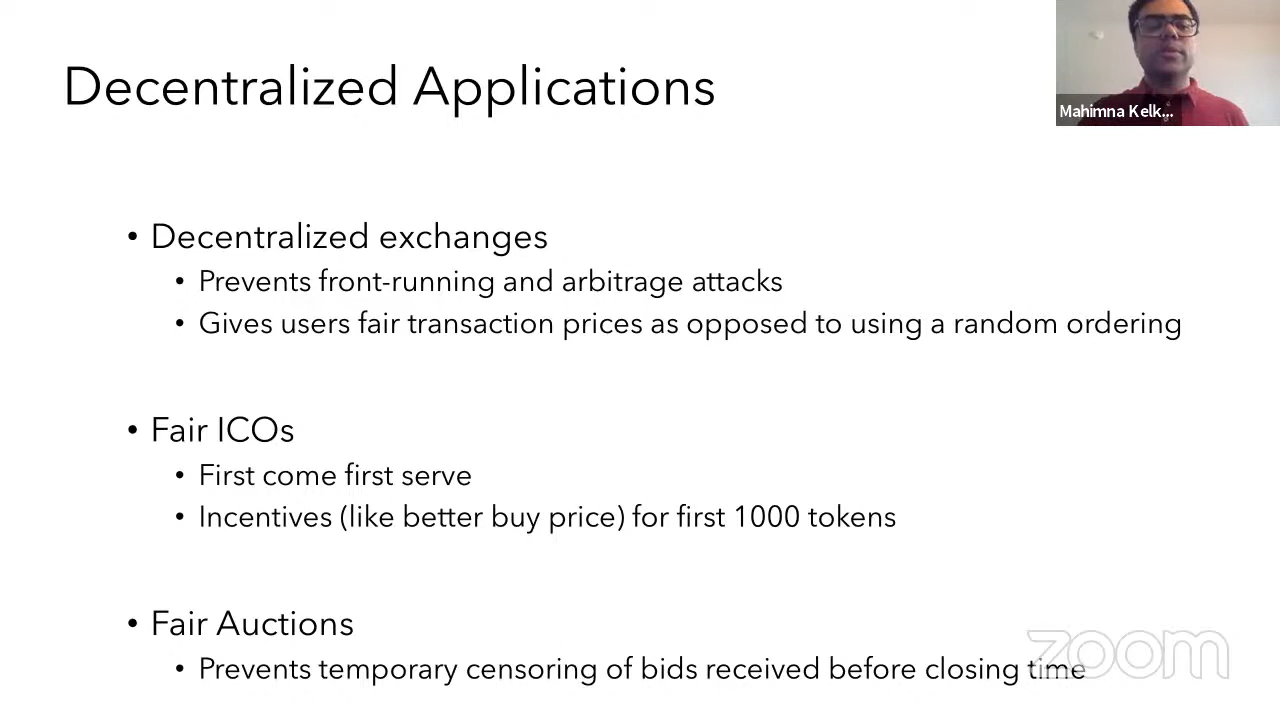 Decentralized Applications
Mahimna Kelk...
• Decentralized exchanges
• Prevents front-running and arbitrage attacks
• Gives users fair transaction prices as opposed to using a random ordering
• Fair ICOs
• First come first serve
• Incentives (like better buy price) for first 1000 tokens
• Fair Auctions
• Prevents temporary censoring of bids received before closing time
zoom